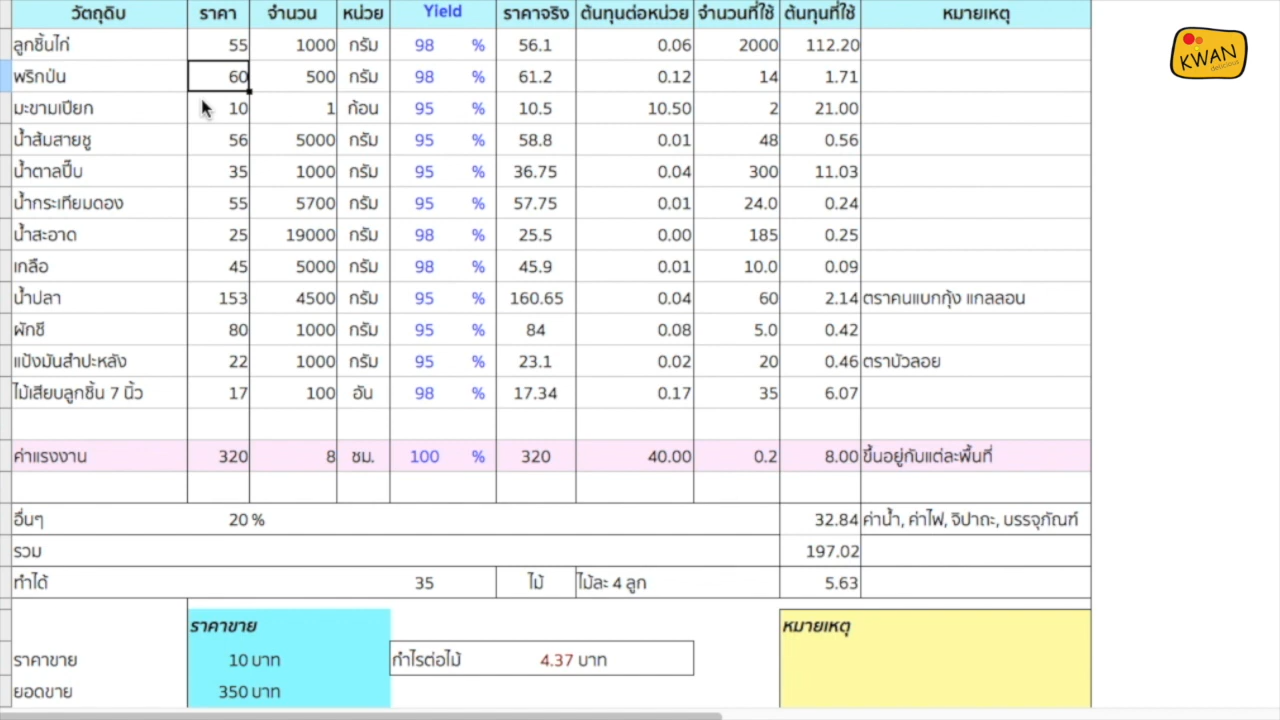 วัตถุดิบ ราคา จำนวน หน่วย Yield ราคาจริง ต้นทุนต่อหน่วย จำนวนที่ใช้ ต้นทุนที่ใช้ หมายเหตุ
ลูกชิ้นไก่ 55 1000 กรัม 98 % 56.1 0.06 2000 112.20
พริกป่น 60 500 กรัม 98 % 61.2 0.12 14 1.71
มะขามเปียก 10 1 ก้อน 95 % 10.5 10.50 2 21.00
น้ำส้มสายชู 56 5000 กรัม 95 % 58.8 0.01 48 0.56
น้ำตาลปี๊บ 35 1000 กรัม 95 % 36.75 0.04 300 11.03
น้ำกระเทียมดอง 55 5700 กรัม 95 % 57.75 0.01 24.0 0.24
น้ำสะอาด 25 19000 กรัม 98 % 25.5 0.00 185 0.25
เกลือ 45 5000 กรัม 98 % 45.9 0.01 10.0 0.09
น้ำปลา 153 4500 กรัม 95 % 160.65 0.04 60 2.14 ตราคนแบกกุ้ง แกลลอน
ผักชี 80 1000 กรัม 95 % 84 0.08 5.0 0.42
แป้งมันสำปะหลัง 22 1000 กรัม 95 % 23.1 0.02 20 0.46 ตราบัวลอย
ไม้เสียบลูกชิ้น 7 นิ้ว 17 100 อัน 98 % 17.34 0.17 35 6.07
ค่าแรงงาน 320 8 ชม. 100 % 320 40.00 0.2 8.00 ขึ้นอยู่กับแต่ละพื้นที่
อื่นๆ 20 % 32.84 ค่าน้ำ, ค่าไฟ, จิปาถะ, บรรจุภัณฑ์
รวม 197.02
ทำได้ 35 ไม้ ไม้ละ 4 ลูก 5.63
ราคาขาย หมายเหตุ
ราคาขาย 10 บาท กำไรต่อไม้ 4.37 บาท
ยอดขาย 350 บาท
KWAN
delicious